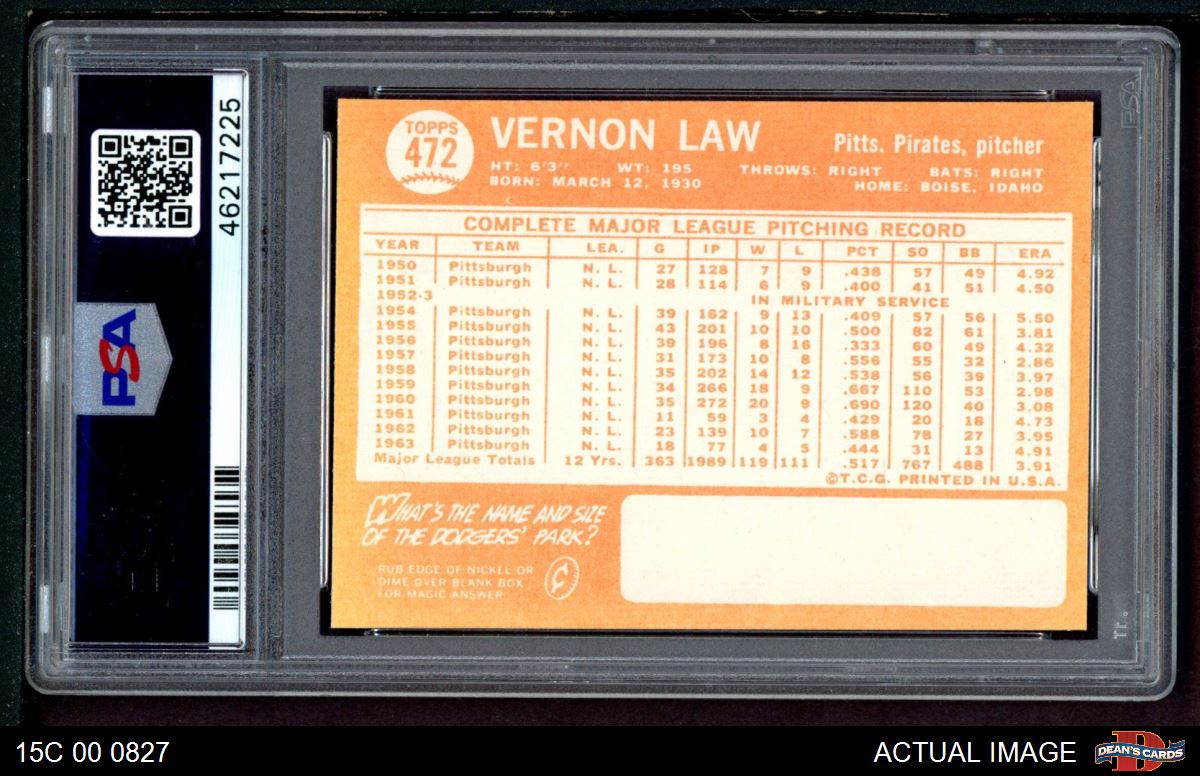 46217225
PSA
TOPPS
472
VERNON LAW
Pitts. Pirates, pitcher
HT: 6'3" WT: 195 THROWS: RIGHT BATS: RIGHT
BORN: MARCH 12, 1930 HOME: BOISE, IDAHO
COMPLETE MAJOR LEAGUE PITCHING RECORD
YEAR TEAM LEA. G IP W L PCT SO BB ERA
1950 Pittsburgh N. L. 27 128 7 9 .438 57 49 4.92
1951 Pittsburgh N. L. 28 114 6 9 .400 41 51 4.50
1952-3 IN MILITARY SERVICE
1954 Pittsburgh N. L. 39 162 9 13 .409 57 56 5.50
1955 Pittsburgh N. L. 43 201 10 10 .500 82 61 3.81
1956 Pittsburgh N. L. 39 196 8 16 .333 60 49 4.32
1957 Pittsburgh N. L. 31 173 10 8 .556 55 32 2.86
1958 Pittsburgh N. L. 35 202 14 12 .538 56 39 3.97
1959 Pittsburgh N. L. 34 266 18 9 .667 110 53 2.98
1960 Pittsburgh N. L. 35 272 20 9 .690 120 40 3.08
1961 Pittsburgh N. L. 11 59 3 4 .429 20 18 4.73
1962 Pittsburgh N. L. 23 139 10 7 .588 78 27 3.95
1963 Pittsburgh N. L. 18 77 4 5 .444 31 13 4.91
Major League Totals 12 Yrs. 363 1989 119 111 .517 767 488 3.91
©T.C.G. PRINTED IN U.S.A.
WHAT'S THE NAME AND SIZE
OF THE DODGERS' PARK?
RUB EDGE OF NICKEL OR
DIME OVER BLANK BOX
FOR MAGIC ANSWER
¢
PSA
15C 00 0827
ACTUAL IMAGE
DEAN'S CARDS